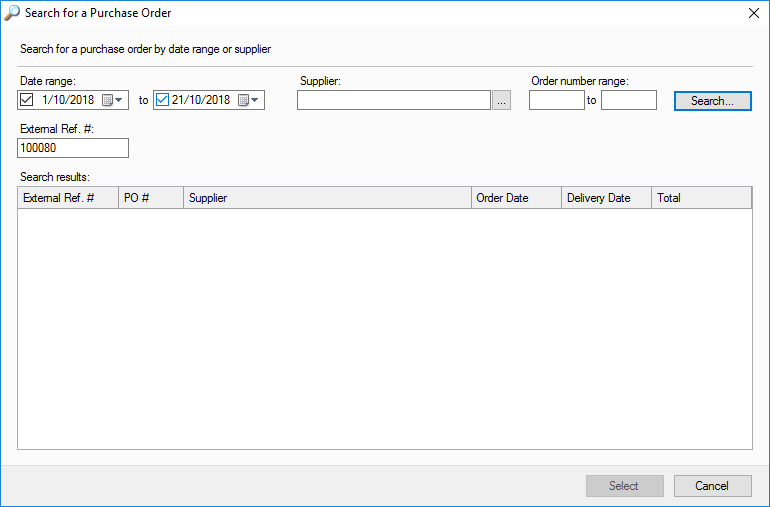 Search for a Purchase Order
Search for a purchase order by date range or supplier
Date range: Supplier: Order number range:
1/10/2018 to 21/10/2018 ... to Search...
External Ref. #:
100080
Search results:
External Ref. # PO # Supplier Order Date Delivery Date Total
Select Cancel